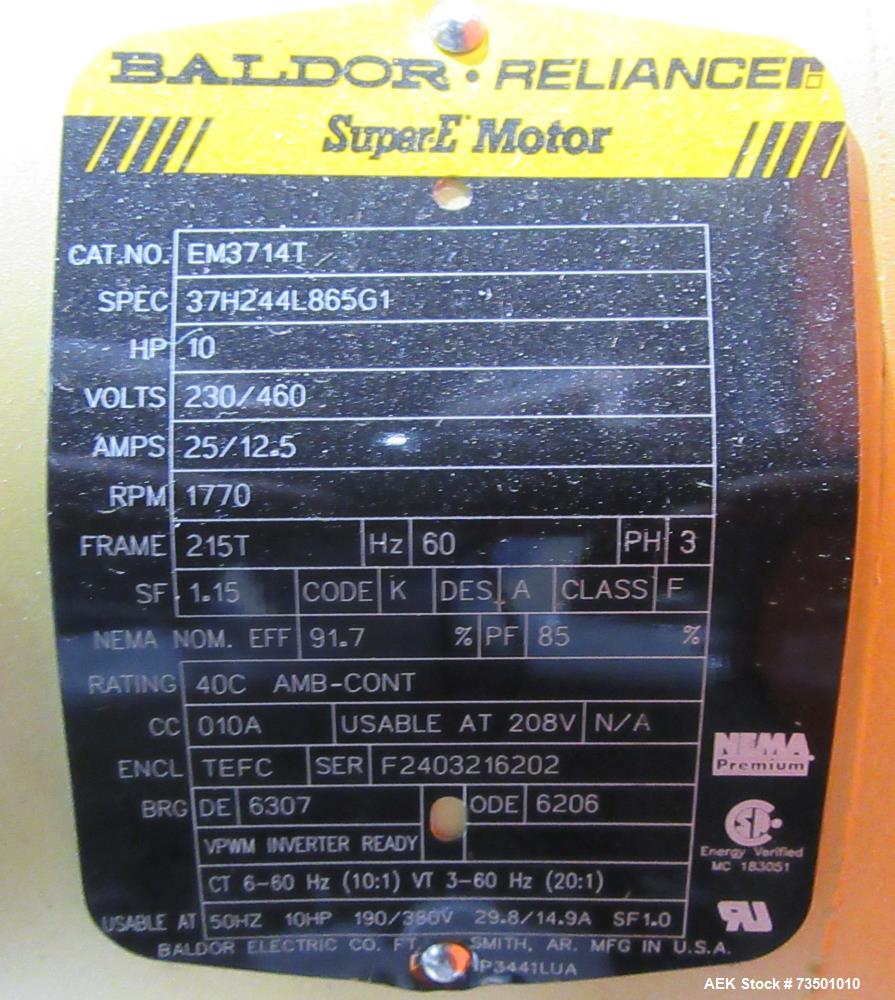 BALDOR · RELIANCE
Super-E Motor
CAT.NO. EM3714T
SPEC 37H244L865G1
HP 10
VOLTS 230/460
AMPS 25/12.5
RPM 1770
FRAME 215T Hz 60 PH 3
SF 1.15 CODE K DES A CLASS F
NEMA NOM. EFF 91.7 % PF 85 %
RATING 40C AMB-CONT
CC 010A USABLE AT 208V N/A
ENCL TEFC SER F2403216202
BRG DE 6307 ODE 6206
VPWM INVERTER READY
CT 6-60 Hz (10:1) VT 3-60 Hz (20:1)
USABLE AT 50HZ 10HP 190/380V 29.8/14.9A SF1.0
BALDOR ELECTRIC CO. FT. SMITH, AR. MFG IN U.S.A.
P3441LUA
NEMA
Premium
Energy Verified
MC 183051
AEK Stock # 73501010